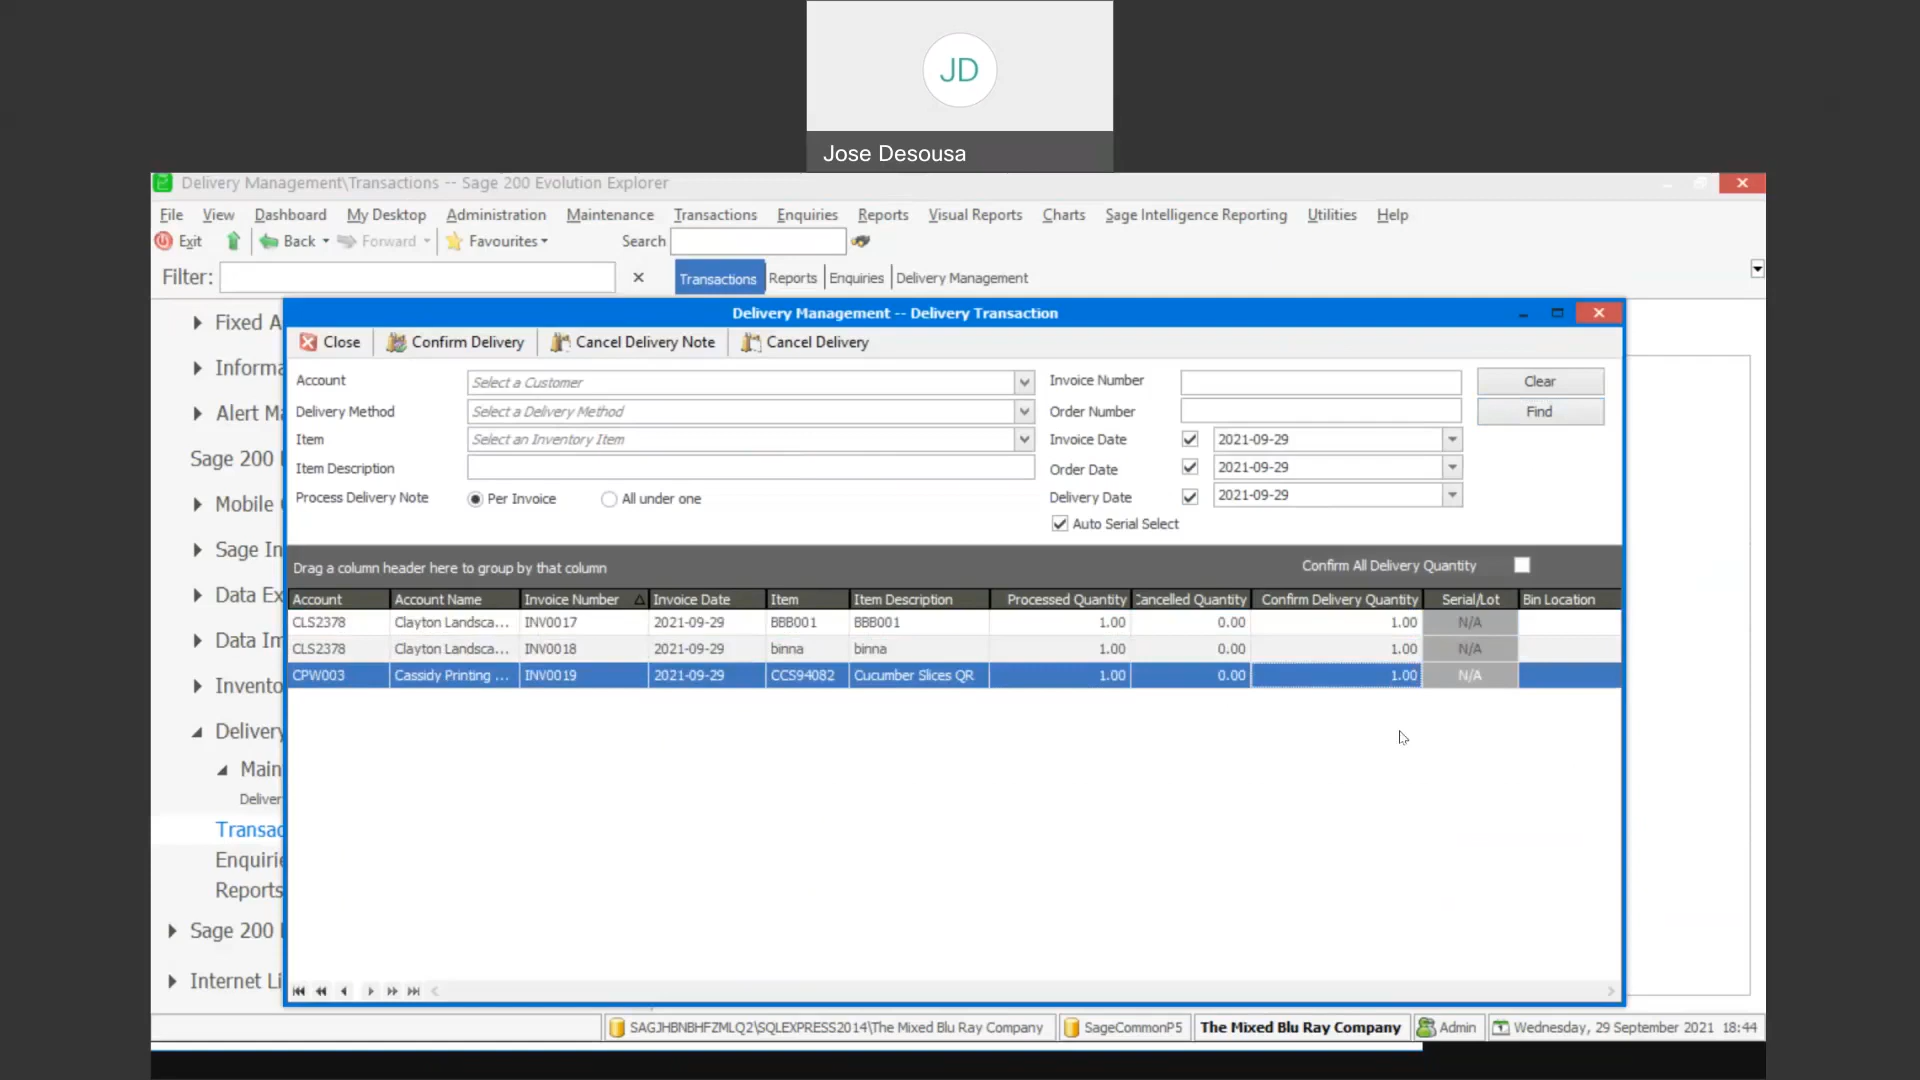 JD
Jose Desousa
Delivery Management\Transactions -- Sage 200 Evolution Explorer
File View Dashboard My Desktop Administration Maintenance Transactions Enquiries Reports Visual Reports Charts Sage Intelligence Reporting Utilities Help
Exit Back Forward Favourites Search
Filter: Transactions Reports Enquiries Delivery Management
Delivery Management -- Delivery Transaction
Close Confirm Delivery Cancel Delivery Note Cancel Delivery
Account Select a Customer Invoice Number Clear
Delivery Method Select a Delivery Method Order Number Find
Item Select an Inventory Item Invoice Date 2021-09-29
Item Description Order Date 2021-09-29
Process Delivery Note Per Invoice All under one Delivery Date 2021-09-29
Auto Serial Select
Drag a column header here to group by that column Confirm All Delivery Quantity
Account Account Name Invoice Number Invoice Date Item Item Description Processed Quantity Cancelled Quantity Confirm Delivery Quantity Serial/Lot Bin Location
CLS2378 Clayton Landsca... INV0017 2021-09-29 BBB001 BBB001 1.00 0.00 1.00 N/A
CLS2378 Clayton Landsca... INV0018 2021-09-29 binna binna 1.00 0.00 1.00 N/A
CPW003 Cassidy Printing ... INV0019 2021-09-29 CCS94082 Cucumber Slices QR 1.00 0.00 1.00 N/A
Fixed A
Informa
Alert Ma
Sage 200
Mobile
Sage In
Data Ex
Data Im
Invento
Delivery
Main
Deliver
Transac
Enquirie
Reports
Sage 200
Internet Li
SAGJHBNBHFZMLQ2\SQLEXPRESS2014\The Mixed Blu Ray Company SageCommonP5 The Mixed Blu Ray Company Admin Wednesday, 29 September 2021 18:44